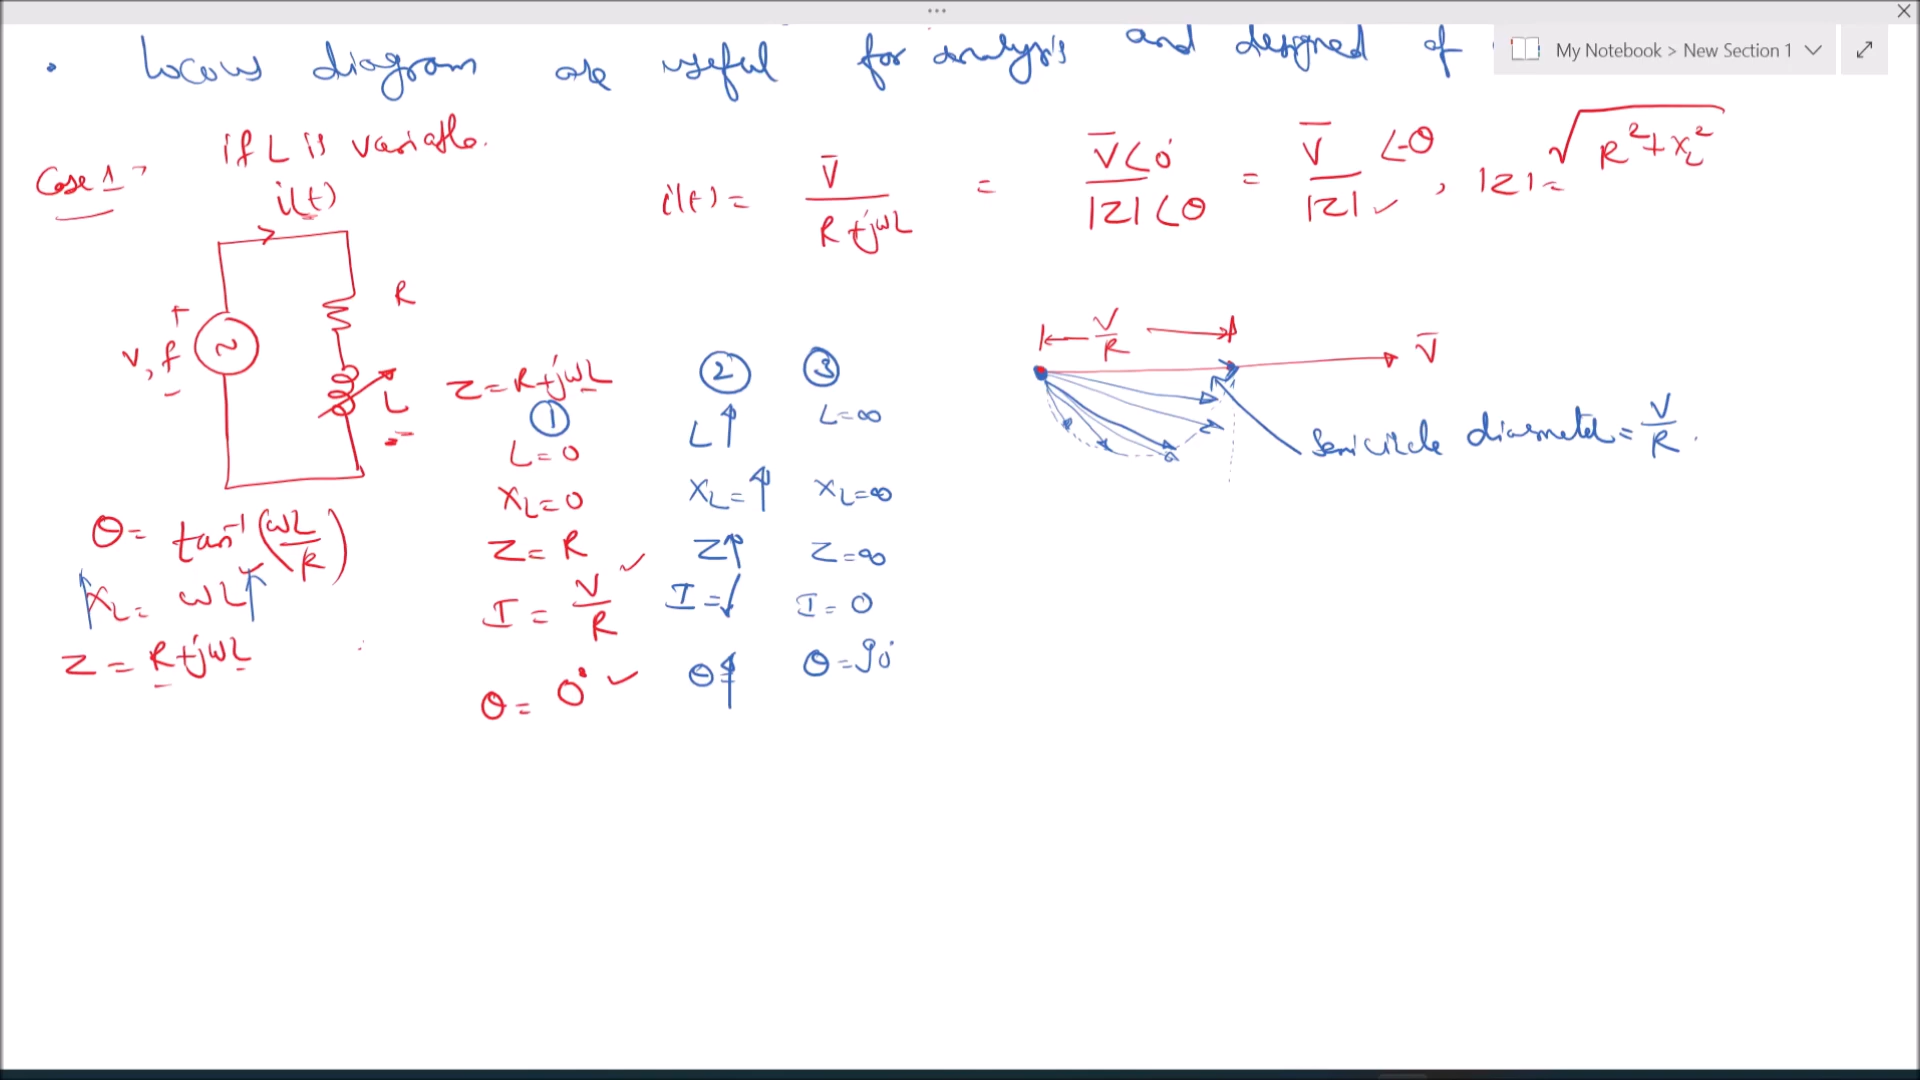 • Locous diagram are useful for analysis and designed of
My Notebook > New Section 1
Case 1 → if L is variable.
i(t)
i(t) = V̄ / (R + jωL) = V̄∠0° / |Z|∠θ = V̄ / |Z| ∠-θ , |Z| = √(R² + X_L²)
R
+
V, f
L
-
|← V/R →|
V̄
Semicircle diameter = V/R.
Z = R + jωL
① ② ③
L = 0 L↑ L = ∞
X_L = 0 X_L = ↑ X_L = ∞
Z = R Z↑ Z = ∞
I = V/R ✓ I = ↓ I = 0
θ = 0° ✓ θ↑ θ = 90°
θ = tan⁻¹(ωL/R)
↑X_L = ωL↑
Z = R + jωL